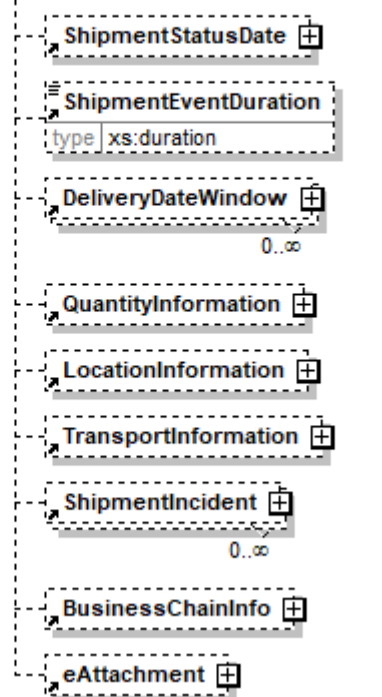 ShipmentStatusDate
ShipmentEventDuration
type xs:duration
DeliveryDateWindow
0..∞
QuantityInformation
LocationInformation
TransportInformation
ShipmentIncident
0..∞
BusinessChainInfo
eAttachment